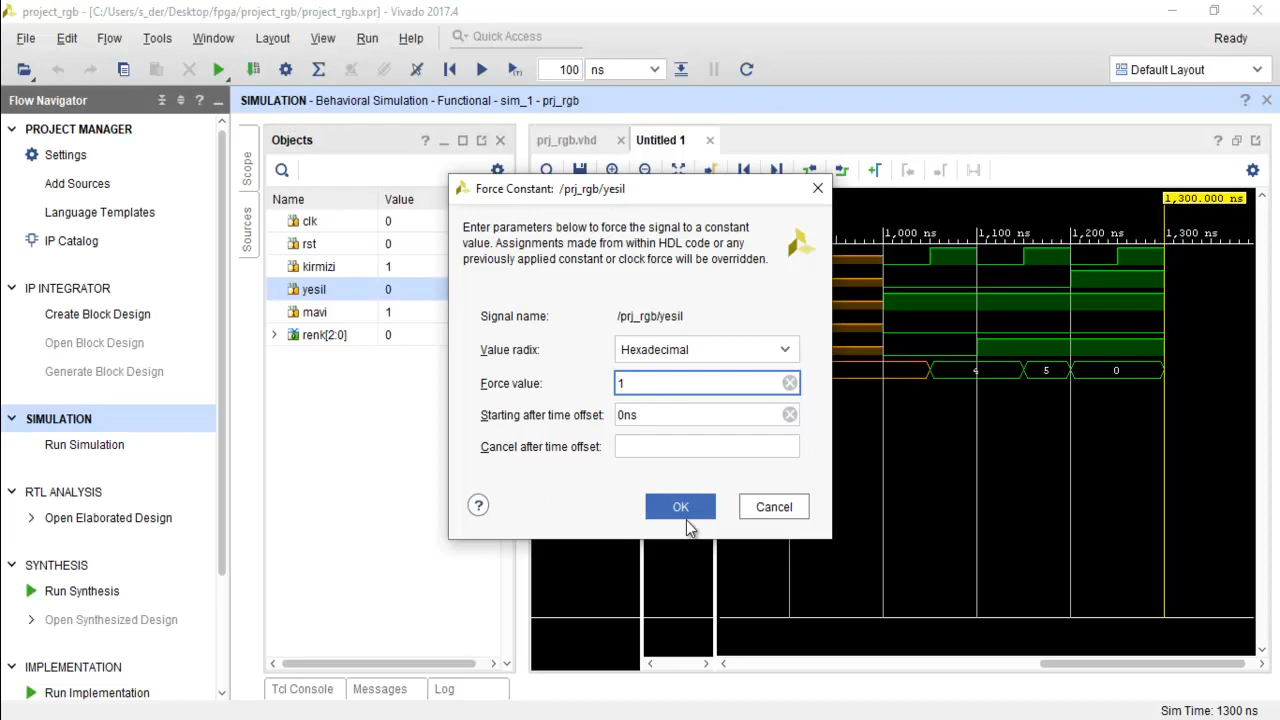 project_rgb - [C:/Users/s_der/Desktop/fpga/project_rgb/project_rgb.xpr] - Vivado 2017.4
File Edit Flow Tools Window Layout View Run Help Quick Access Ready
100 ns Default Layout
Flow Navigator
SIMULATION - Behavioral Simulation - Functional - sim_1 - prj_rgb
PROJECT MANAGER
Settings
Add Sources
Language Templates
IP Catalog
IP INTEGRATOR
Create Block Design
Open Block Design
Generate Block Design
SIMULATION
Run Simulation
RTL ANALYSIS
Open Elaborated Design
SYNTHESIS
Run Synthesis
Open Synthesized Design
IMPLEMENTATION
Run Implementation
Scope
Sources
Objects
Name Value
clk 0
rst 0
kirmizi 1
yesil 0
mavi 1
renk[2:0] 0
Tcl Console Messages Log
prj_rgb.vhd Untitled 1
Force Constant: /prj_rgb/yesil
Enter parameters below to force the signal to a constant
value. Assignments made from within HDL code or any
previously applied constant or clock force will be overridden.
Signal name: /prj_rgb/yesil
Value radix: Hexadecimal
Force value: 1
Starting after time offset: 0ns
Cancel after time offset:
? OK Cancel
1,300.000 ns
1,000 ns 1,100 ns 1,200 ns 1,300 ns
4 5 0
Sim Time: 1300 ns